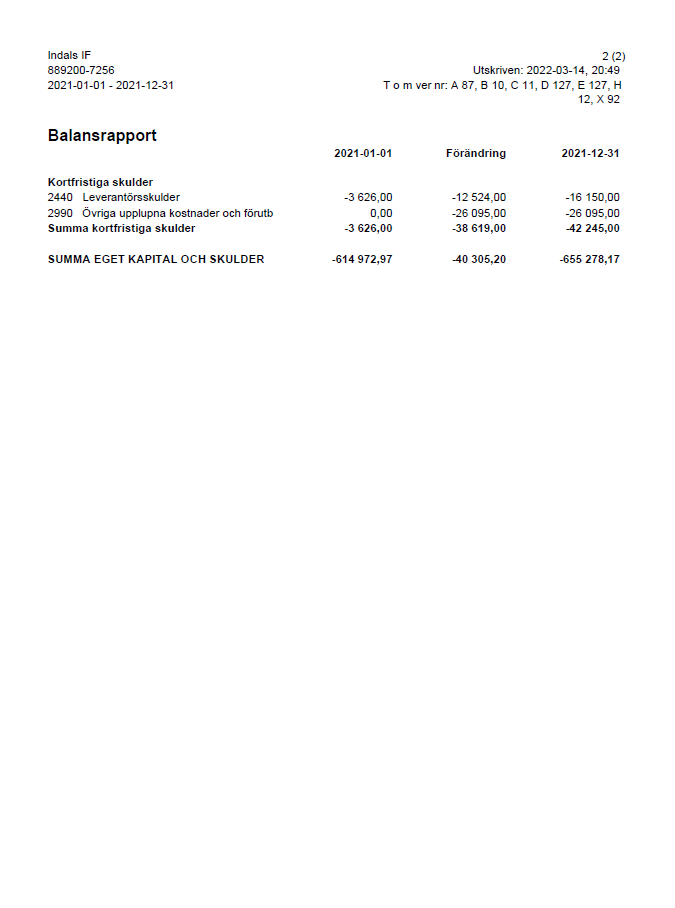 Indals IF 2 (2)
889200-7256 Utskriven: 2022-03-14, 20:49
2021-01-01 - 2021-12-31 T o m ver nr: A 87, B 10, C 11, D 127, E 127, H
12, X 92
Balansrapport
2021-01-01 Förändring 2021-12-31
Kortfristiga skulder
2440 Leverantörsskulder -3 626,00 -12 524,00 -16 150,00
2990 Övriga upplupna kostnader och förutb 0,00 -26 095,00 -26 095,00
Summa kortfristiga skulder -3 626,00 -38 619,00 -42 245,00
SUMMA EGET KAPITAL OCH SKULDER -614 972,97 -40 305,20 -655 278,17